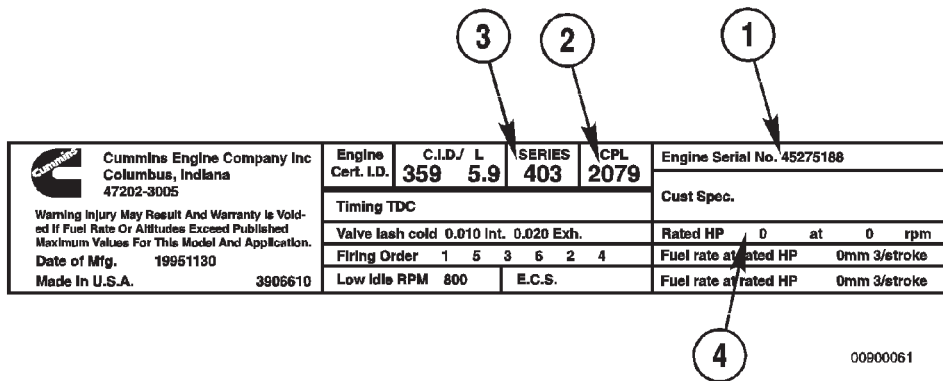 3 2 1
Cummins
Cummins Engine Company Inc
Columbus, Indiana
47202-3005
Warning Injury May Result And Warranty Is Void-
ed If Fuel Rate Or Altitudes Exceed Published
Maximum Values For This Model And Application.
Date of Mfg. 19951130
Made In U.S.A. 3906610
Engine
Cert. I.D.
C.I.D./ L
359 5.9
SERIES
403
CPL
2079
Timing TDC
Valve lash cold 0.010 Int. 0.020 Exh.
Firing Order 1 5 3 6 2 4
Low Idle RPM 800 E.C.S.
Engine Serial No. 45275188
Cust Spec.
Rated HP 0 at 0 rpm
Fuel rate at rated HP 0mm 3/stroke
Fuel rate at rated HP 0mm 3/stroke
4
00900061